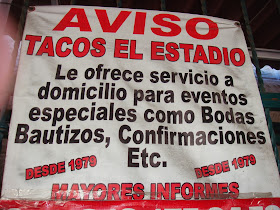 AVISO
TACOS EL ESTADIO
Le ofrece servicio a
domicilio para eventos
especiales como Bodas
Bautizos, Confirmaciones
Etc.
DESDE 1979 DESDE 1979
MAYORES INFORMES